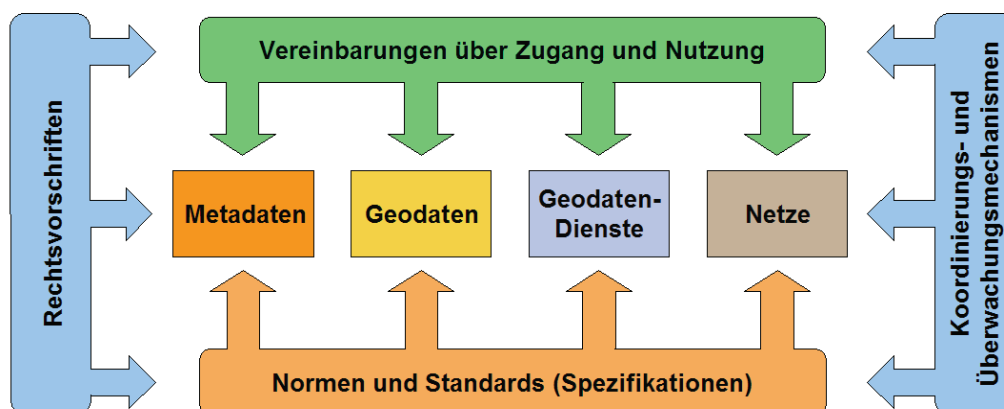 Vereinbarungen über Zugang und Nutzung
Rechtsvorschriften
Metadaten
Geodaten
Geodaten-
Dienste
Netze
Koordinierungs- und
Überwachungsmechanismen
Normen und Standards (Spezifikationen)